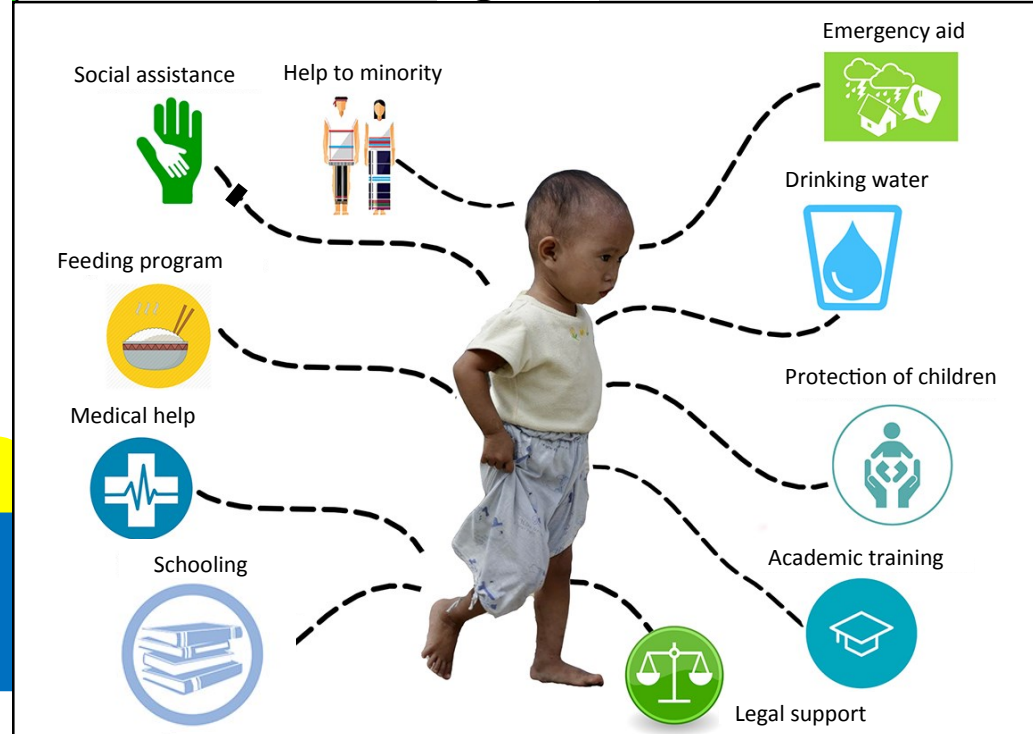 Emergency aid
Social assistance
Help to minority
Drinking water
Feeding program
Protection of children
Medical help
Academic training
Schooling
Legal support